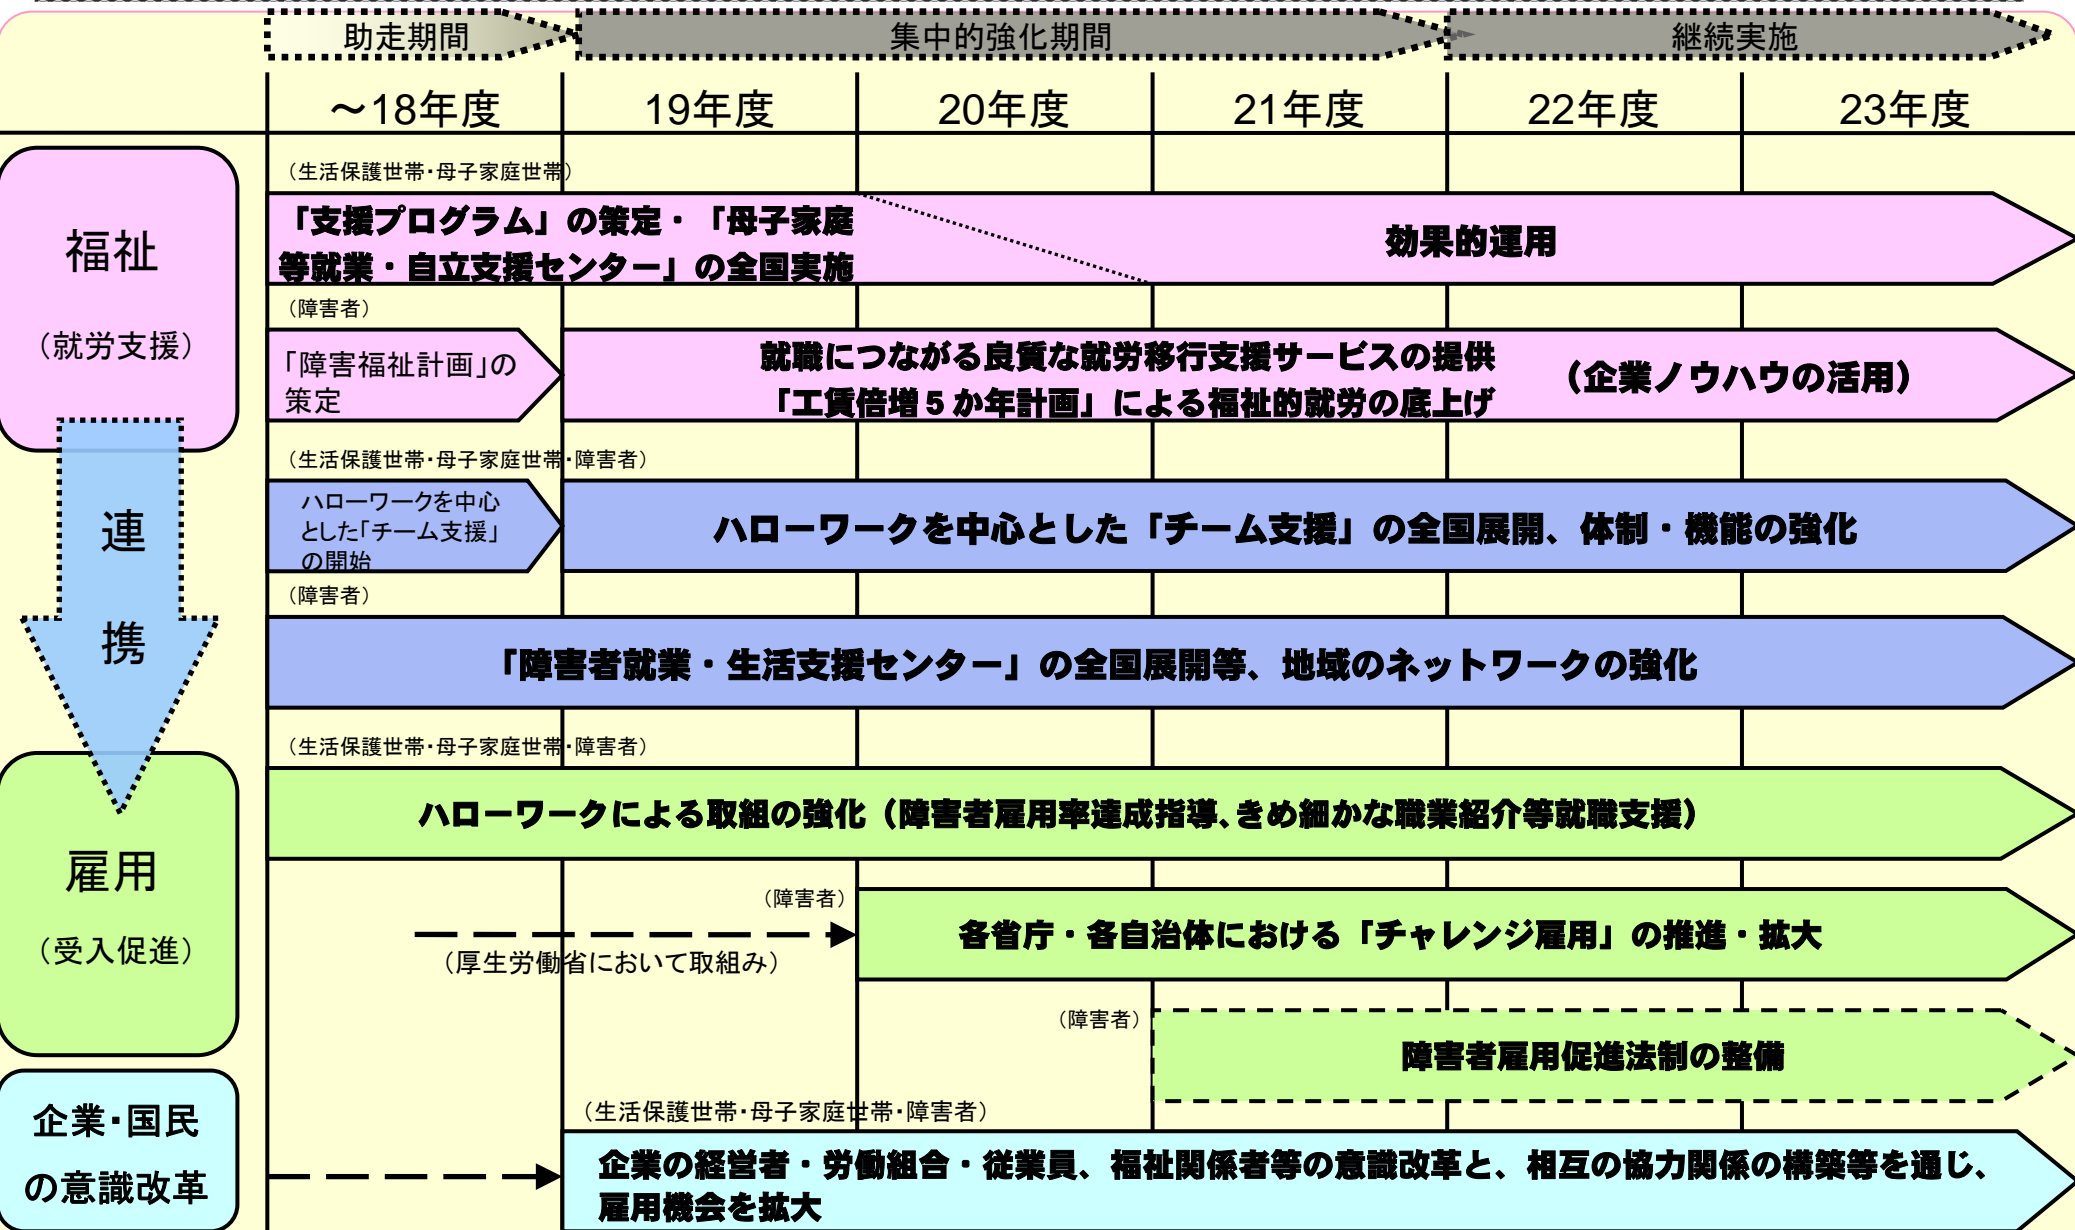 助走期間
集中的強化期間
継続実施
～18年度
19年度
20年度
21年度
22年度
23年度
福祉
（就労支援）
連
携
雇用
（受入促進）
企業・国民
の意識改革
（生活保護世帯・母子家庭世帯）
「支援プログラム」の策定・「母子家庭
等就業・自立支援センター」の全国実施
効果的運用
（障害者）
「障害福祉計画」の
策定
就職につながる良質な就労移行支援サービスの提供
「工賃倍増５か年計画」による福祉的就労の底上げ
（企業ノウハウの活用）
（生活保護世帯・母子家庭世帯・障害者）
ハローワークを中心
とした「チーム支援」
の開始
ハローワークを中心とした「チーム支援」の全国展開、体制・機能の強化
（障害者）
「障害者就業・生活支援センター」の全国展開等、地域のネットワークの強化
（生活保護世帯・母子家庭世帯・障害者）
ハローワークによる取組の強化（障害者雇用率達成指導、きめ細かな職業紹介等就職支援）
（障害者）
（厚生労働省において取組み）
各省庁・各自治体における「チャレンジ雇用」の推進・拡大
（障害者）
障害者雇用促進法制の整備
（生活保護世帯・母子家庭世帯・障害者）
企業の経営者・労働組合・従業員、福祉関係者等の意識改革と、相互の協力関係の構築等を通じ、
雇用機会を拡大